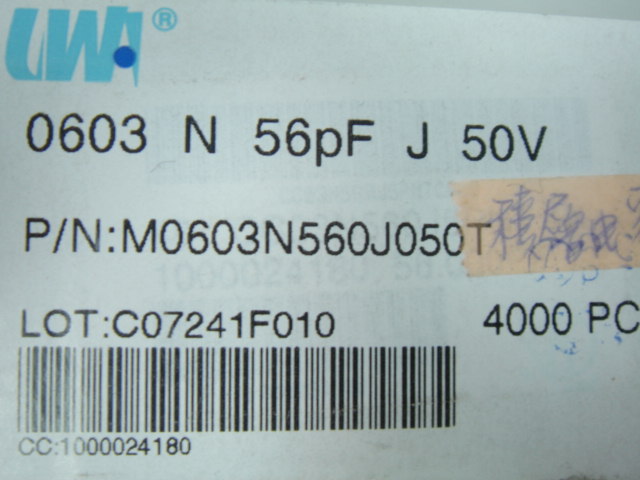 UWA®
0603 N 56pF J 50V
P/N:M0603N560J050T
LOT:C07241F010
4000 PC
CC:1000024180